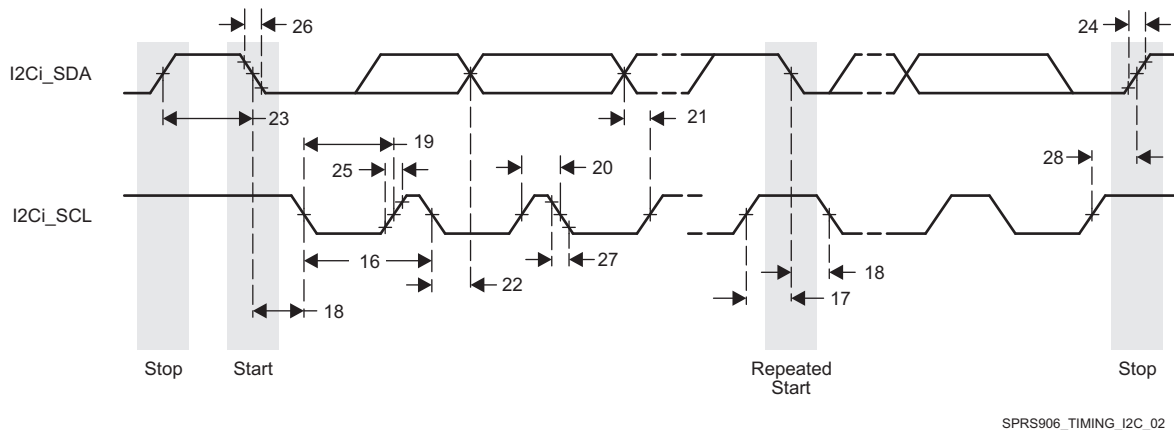 26
24
I2Ci_SDA
23
19
21
25
20
28
I2Ci_SCL
16
22
27
18
17
18
Stop
Start
Repeated
Start
Stop
SPRS906_TIMING_I2C_02